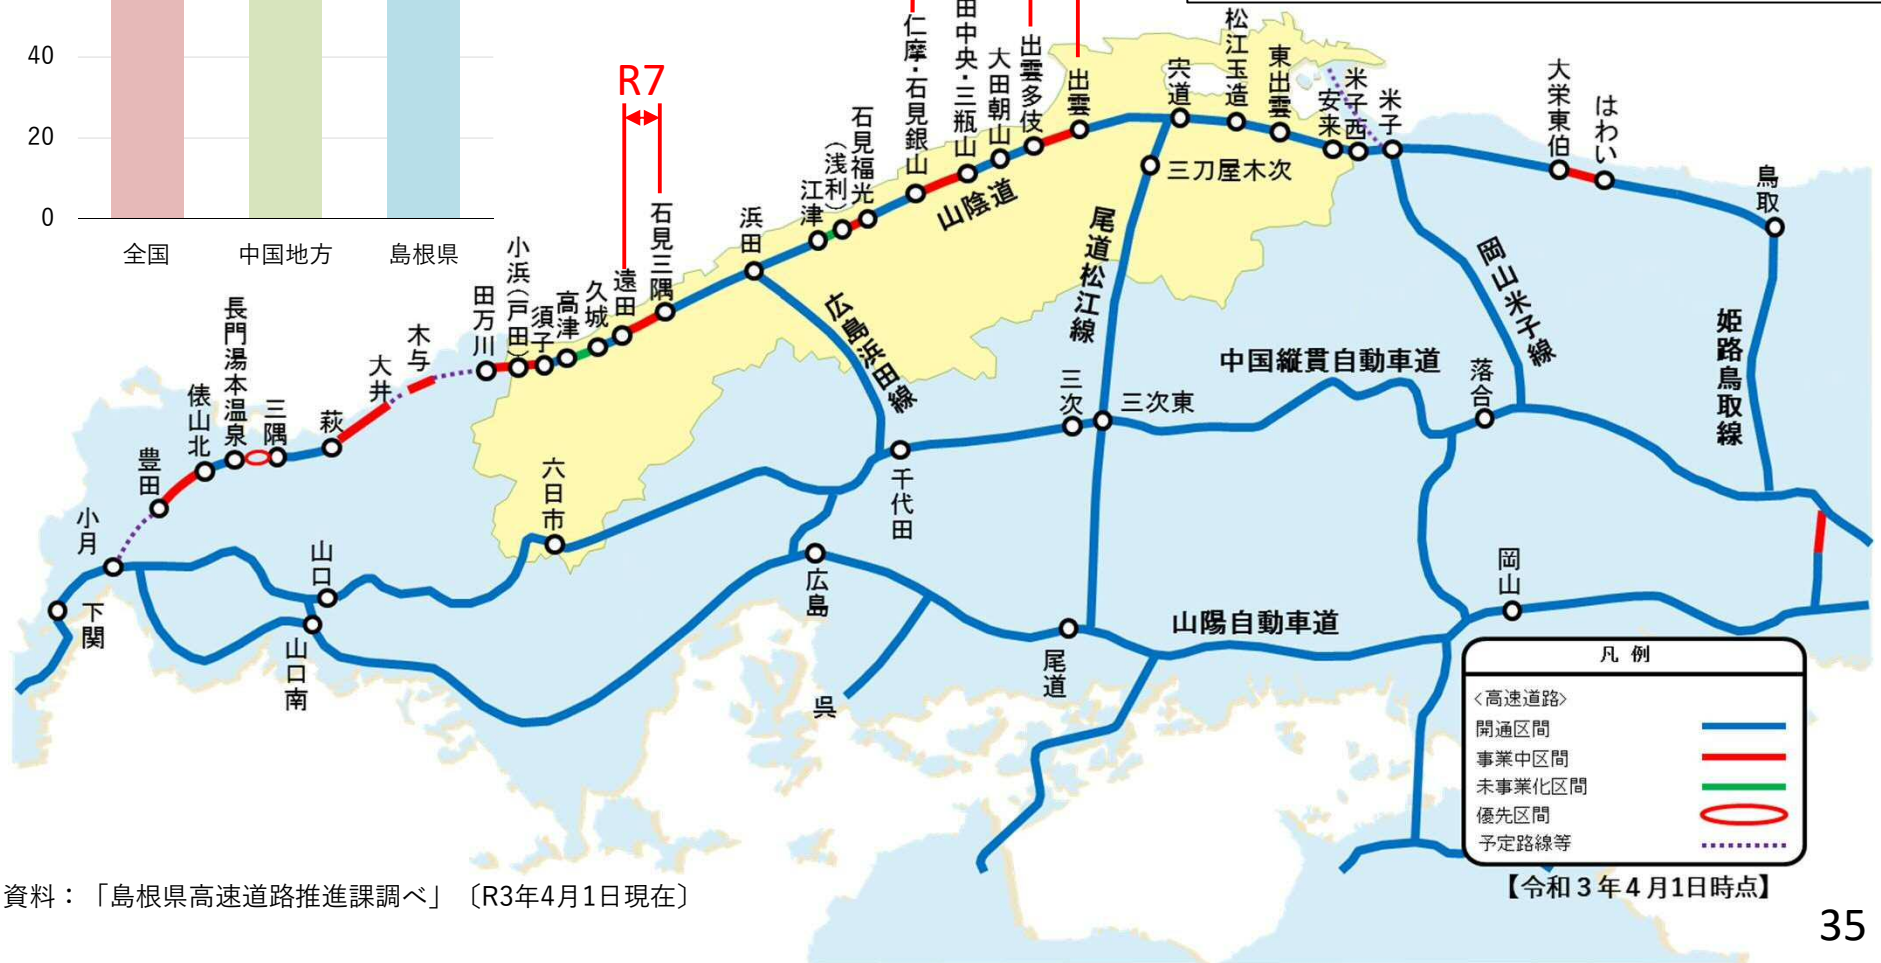 40
20
0
全国
中国地方
島根県
R7
仁摩・石見銀山
田中央・三瓶山
大田朝山
出雲多伎
出雲
宍道
松江玉造
東出雲
安来
米子西
米子
大栄東伯
はわい
鳥取
石見福光
（浅利）
江津
浜田
石見三隅
遠田
久城
高津
須子
小浜（戸田）
田万川
木与
大井
萩
三隅
長門湯本温泉
俵山北
豊田
小月
下関
山口
山口南
六日市
広島
呉
千代田
三次
三次東
三刀屋木次
尾道
落合
岡山
山陰道
広島浜田線
尾道松江線
岡山米子線
姫路鳥取線
中国縦貫自動車道
山陽自動車道
凡 例
<高速道路>
開通区間
事業中区間
未事業化区間
優先区間
予定路線等
【令和３年４月1日時点】
資料：「島根県高速道路推進課調べ」〔R3年4月1日現在〕
35